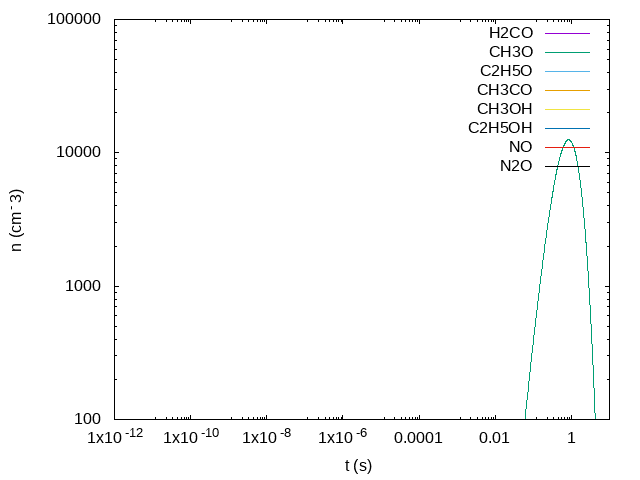 100000
10000
1000
100
n (cm-3)
H2CO
CH3O
C2H5O
CH3CO
CH3OH
C2H5OH
NO
N2O
1x10-12 1x10-10 1x10-8 1x10-6 0.0001 0.01 1
t (s)